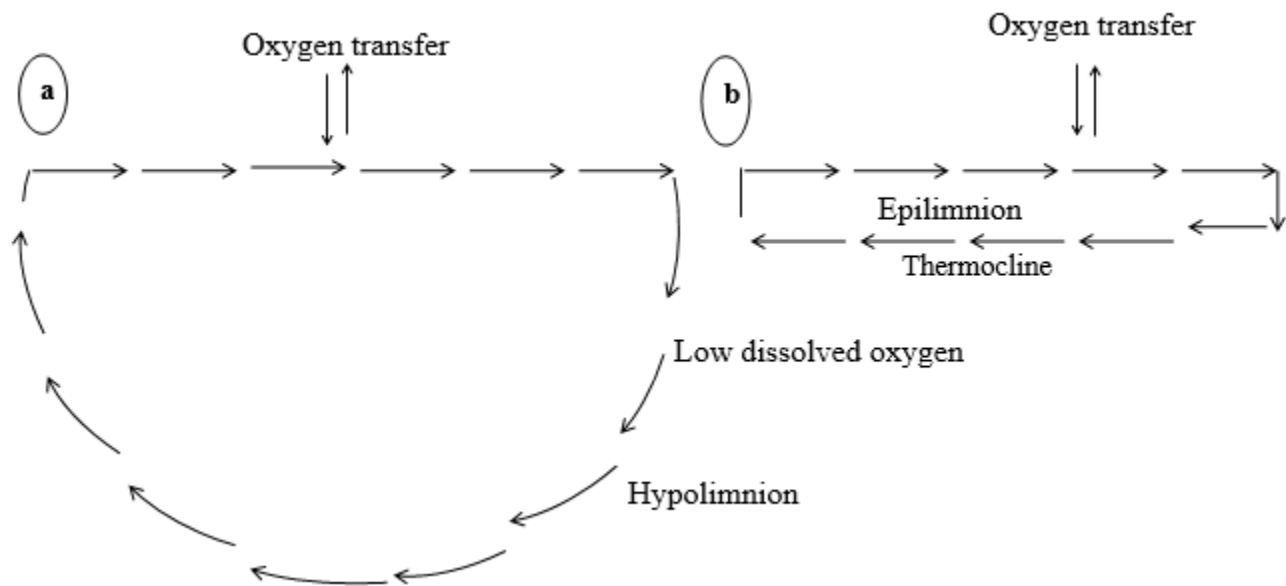 Oxygen transfer
a
Oxygen transfer
b
Epilimnion
Thermocline
Low dissolved oxygen
Hypolimnion